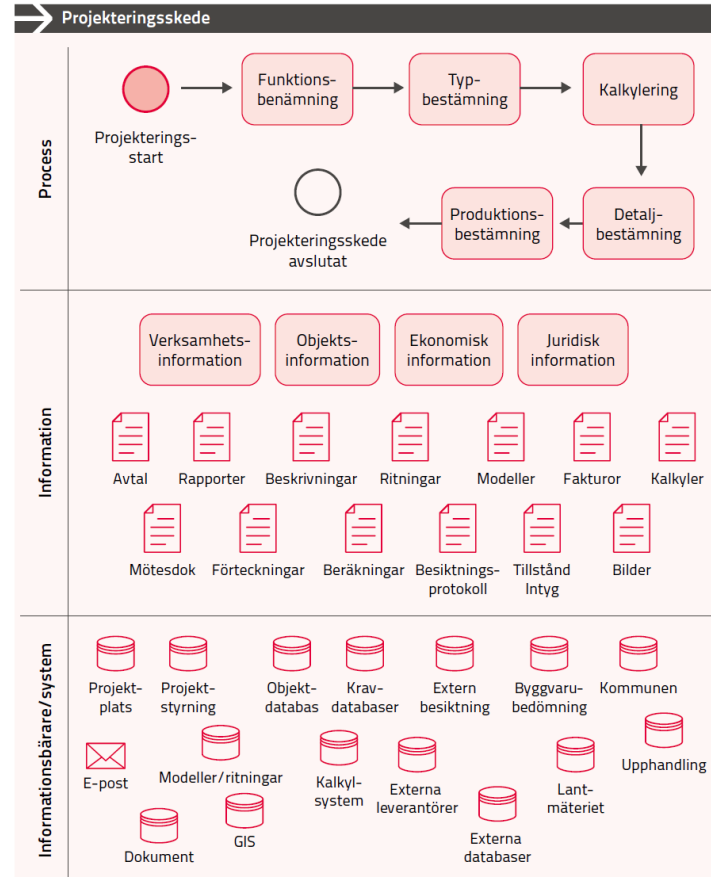 Projekteringsskede
Process
Funktions-
benämning
Typ-
bestämning
Kalkylering
Projekterings-
start
Produktions-
bestämning
Detalj-
bestämning
Projekteringsskede
avslutat
Information
Verksamhets-
information
Objekts-
information
Ekonomisk
information
Juridisk
information
Avtal
Rapporter
Beskrivningar
Ritningar
Modeller
Fakturor
Kalkyler
Mötesdok
Förteckningar
Beräkningar
Besiktnings-
protokoll
Tillstånd
Intyg
Bilder
Informationsbärare/system
Projekt-
plats
Projekt-
styrning
Objekt-
databas
Krav-
databaser
Extern
besiktning
Byggvaru-
bedömning
Kommunen
E-post
Modeller/ritningar
Kalkyl-
system
Externa
leverantörer
Lant-
mäteriet
Upphandling
Dokument
GIS
Externa
databaser